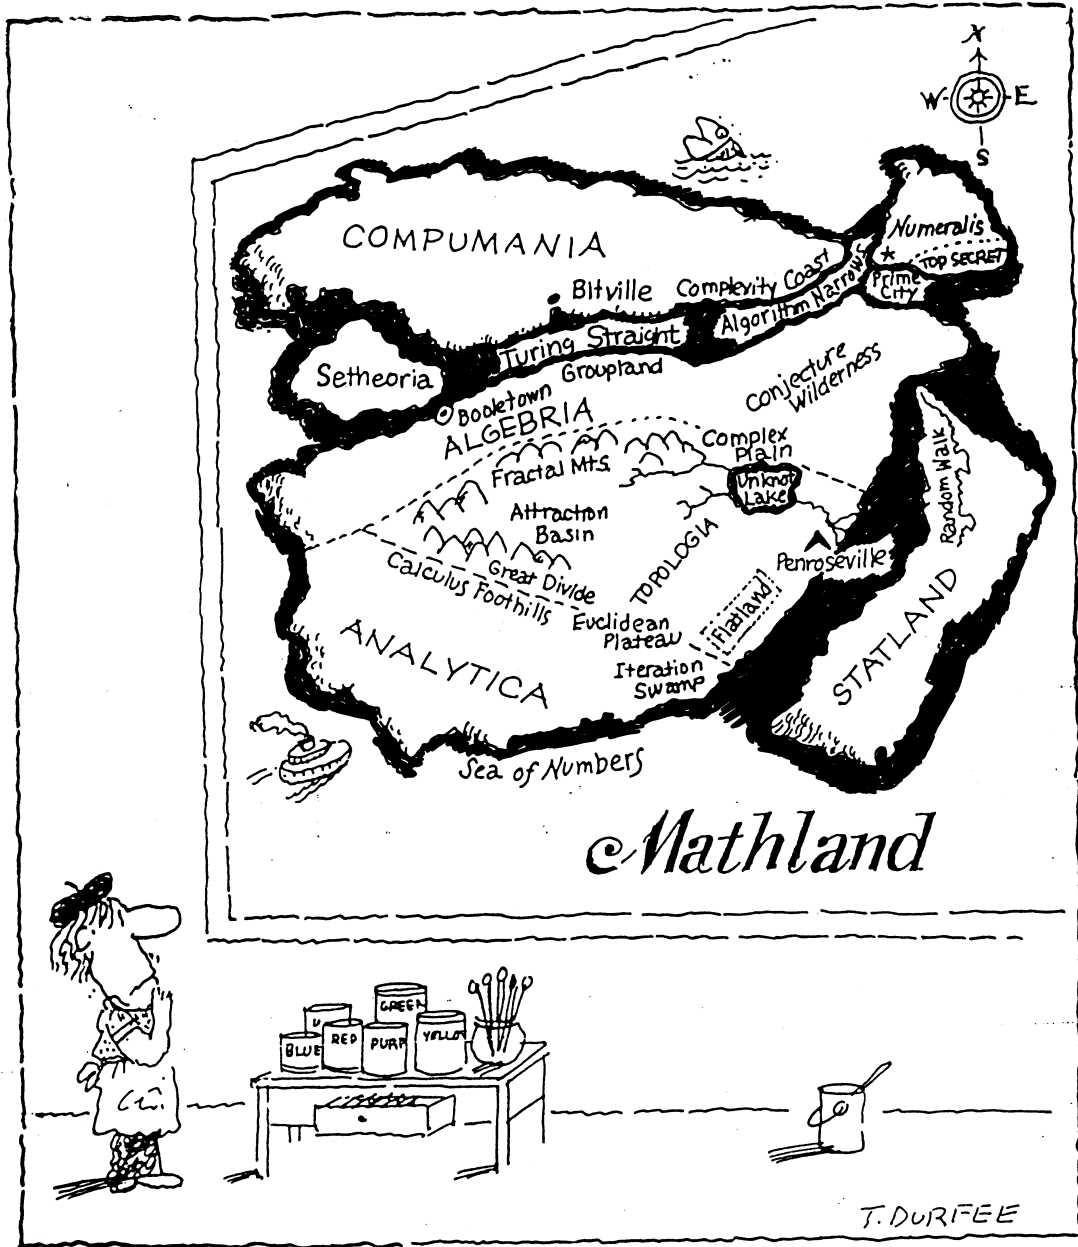 N
W E
S
COMPUMANIA
Numeralis
TOP SECRET
Prime
City
Bitville
Complexity Coast
Algorithm Narrows
Turing Straight
Setheoria
Groupland
Booletown
ALGEBRIA
Conjecture
Wilderness
Complex
Plain
Fractal Mts.
Unknot
Lake
Random Walk
Attraction
Basin
TOPOLOGIA
Penroseville
Great Divide
Calculus Foothills
Flatland
Euclidean
Plateau
STATLAND
ANALYTICA
Iteration
Swamp
Sea of Numbers
Mathland
GREEN
BLUE
RED
PURP
YELLOW
T. DURFEE